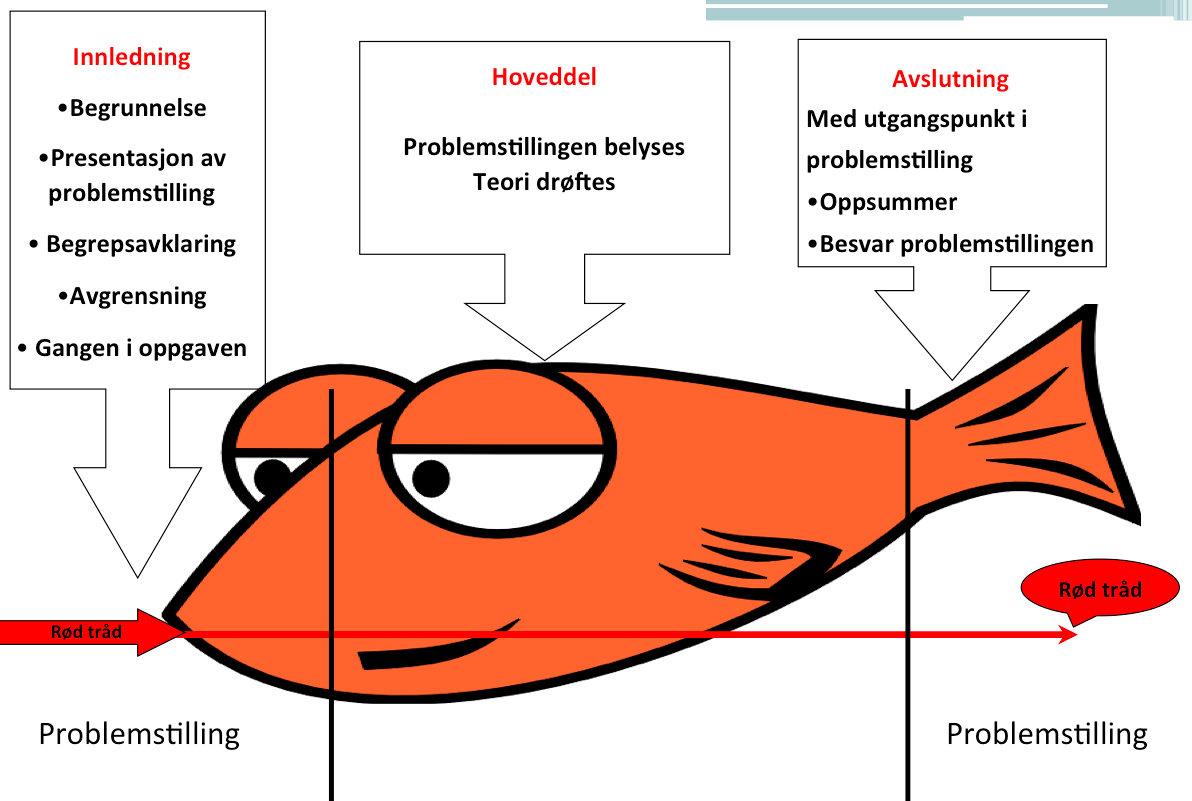 Innledning
•Begrunnelse
•Presentasjon av
problemstilling
• Begrepsavklaring
•Avgrensning
• Gangen i oppgaven
Hoveddel
Problemstillingen belyses
Teori drøftes
Avslutning
Med utgangspunkt i
problemstilling
•Oppsummer
•Besvar problemstillingen
Rød tråd
Rød tråd
Problemstilling
Problemstilling